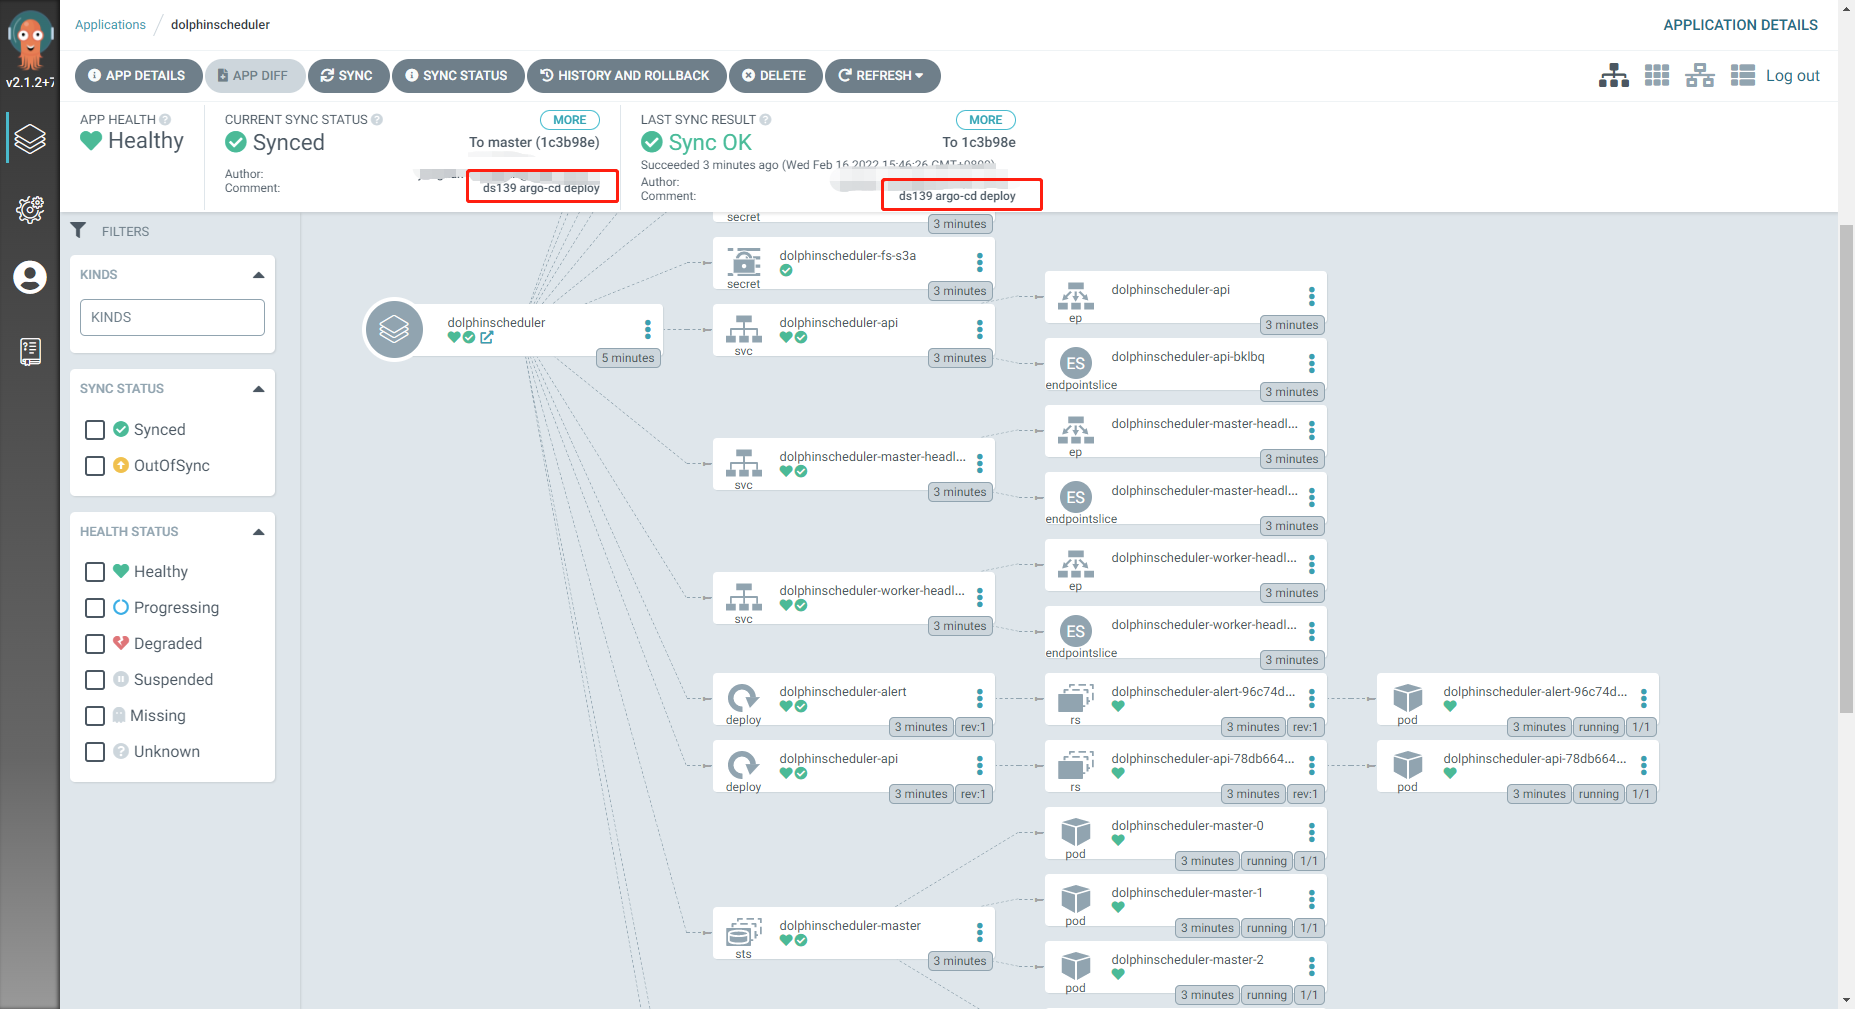 Applications dolphinscheduler
APPLICATION DETAILS
v2.1.2+7
APP DETAILS
APP DIFF
SYNC
SYNC STATUS
HISTORY AND ROLLBACK
DELETE
REFRESH
Log out
APP HEALTH
Healthy
CURRENT SYNC STATUS
MORE
Synced
To master (1c3b98e)
Author:
Comment:
ds139 argo-cd deploy
LAST SYNC RESULT
MORE
Sync OK
To 1c3b98e
Succeeded 3 minutes ago (Wed Feb 16 2022 15:46:26 GMT+0800)
Author:
Comment:
ds139 argo-cd deploy
FILTERS
KINDS
KINDS
SYNC STATUS
Synced
OutOfSync
HEALTH STATUS
Healthy
Progressing
Degraded
Suspended
Missing
Unknown
dolphinscheduler
5 minutes
secret
3 minutes
dolphinscheduler-fs-s3a
secret
3 minutes
dolphinscheduler-api
svc
3 minutes
dolphinscheduler-api
ep
3 minutes
ES
dolphinscheduler-api-bklbq
endpointslice
3 minutes
dolphinscheduler-master-headl...
svc
3 minutes
dolphinscheduler-master-headl...
ep
3 minutes
ES
dolphinscheduler-master-headl...
endpointslice
3 minutes
dolphinscheduler-worker-headl...
svc
3 minutes
dolphinscheduler-worker-headl...
ep
3 minutes
ES
dolphinscheduler-worker-headl...
endpointslice
3 minutes
dolphinscheduler-alert
deploy
3 minutes rev:1
dolphinscheduler-alert-96c74d...
rs
3 minutes rev:1
dolphinscheduler-alert-96c74d...
pod
3 minutes running 1/1
dolphinscheduler-api
deploy
3 minutes rev:1
dolphinscheduler-api-78db664...
rs
3 minutes rev:1
dolphinscheduler-api-78db664...
pod
3 minutes running 1/1
dolphinscheduler-master
sts
3 minutes
dolphinscheduler-master-0
pod
3 minutes running 1/1
dolphinscheduler-master-1
pod
3 minutes running 1/1
dolphinscheduler-master-2
pod
3 minutes running 1/1